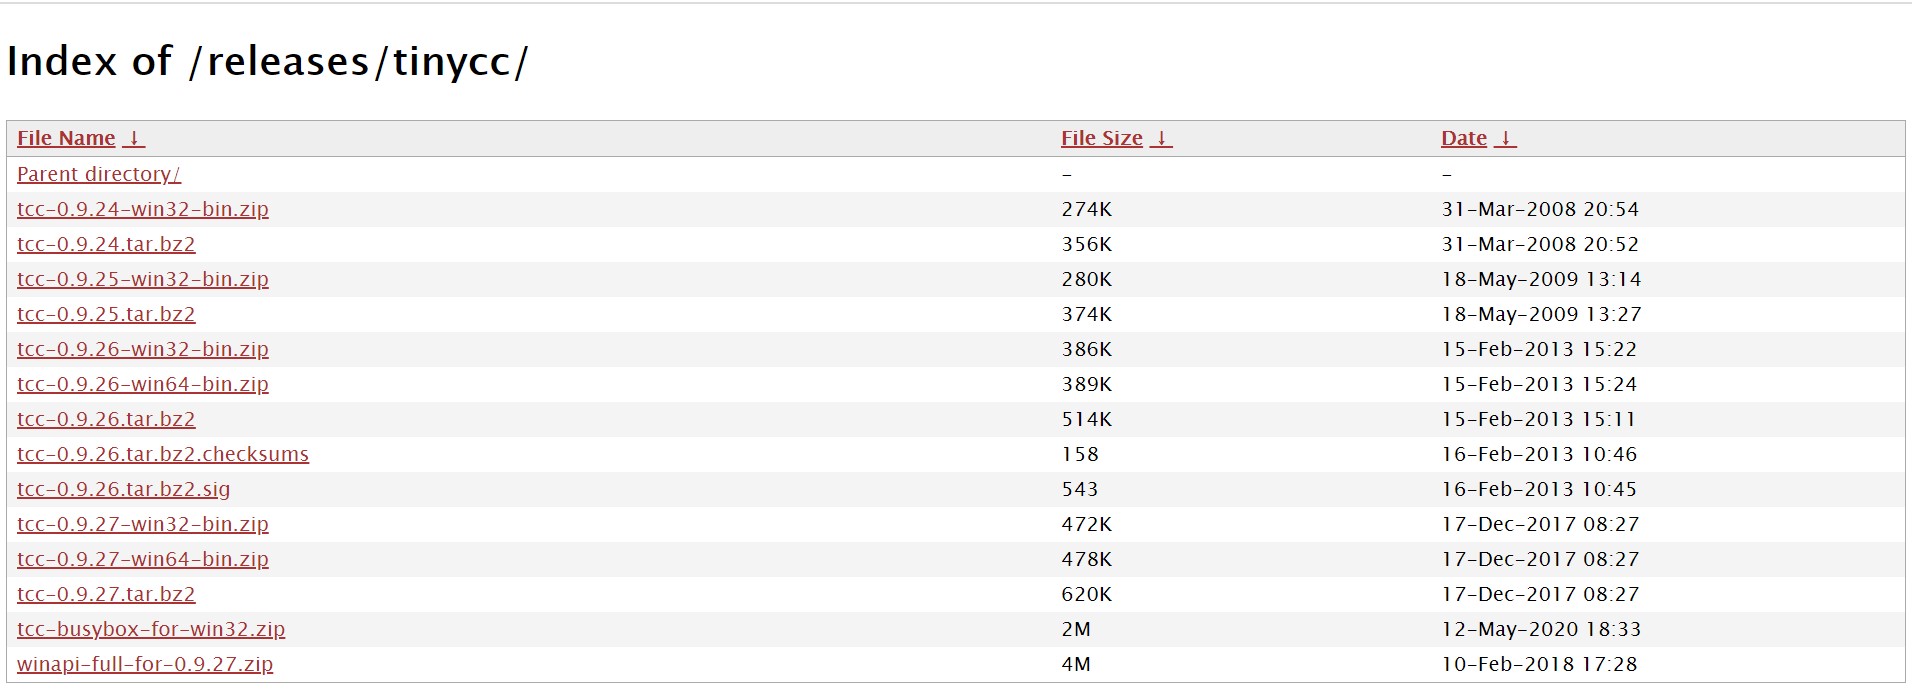 Index of /releases/tinycc/
File Name ↓ File Size ↓ Date ↓
Parent directory/ - -
tcc-0.9.24-win32-bin.zip 274K 31-Mar-2008 20:54
tcc-0.9.24.tar.bz2 356K 31-Mar-2008 20:52
tcc-0.9.25-win32-bin.zip 280K 18-May-2009 13:14
tcc-0.9.25.tar.bz2 374K 18-May-2009 13:27
tcc-0.9.26-win32-bin.zip 386K 15-Feb-2013 15:22
tcc-0.9.26-win64-bin.zip 389K 15-Feb-2013 15:24
tcc-0.9.26.tar.bz2 514K 15-Feb-2013 15:11
tcc-0.9.26.tar.bz2.checksums 158 16-Feb-2013 10:46
tcc-0.9.26.tar.bz2.sig 543 16-Feb-2013 10:45
tcc-0.9.27-win32-bin.zip 472K 17-Dec-2017 08:27
tcc-0.9.27-win64-bin.zip 478K 17-Dec-2017 08:27
tcc-0.9.27.tar.bz2 620K 17-Dec-2017 08:27
tcc-busybox-for-win32.zip 2M 12-May-2020 18:33
winapi-full-for-0.9.27.zip 4M 10-Feb-2018 17:28